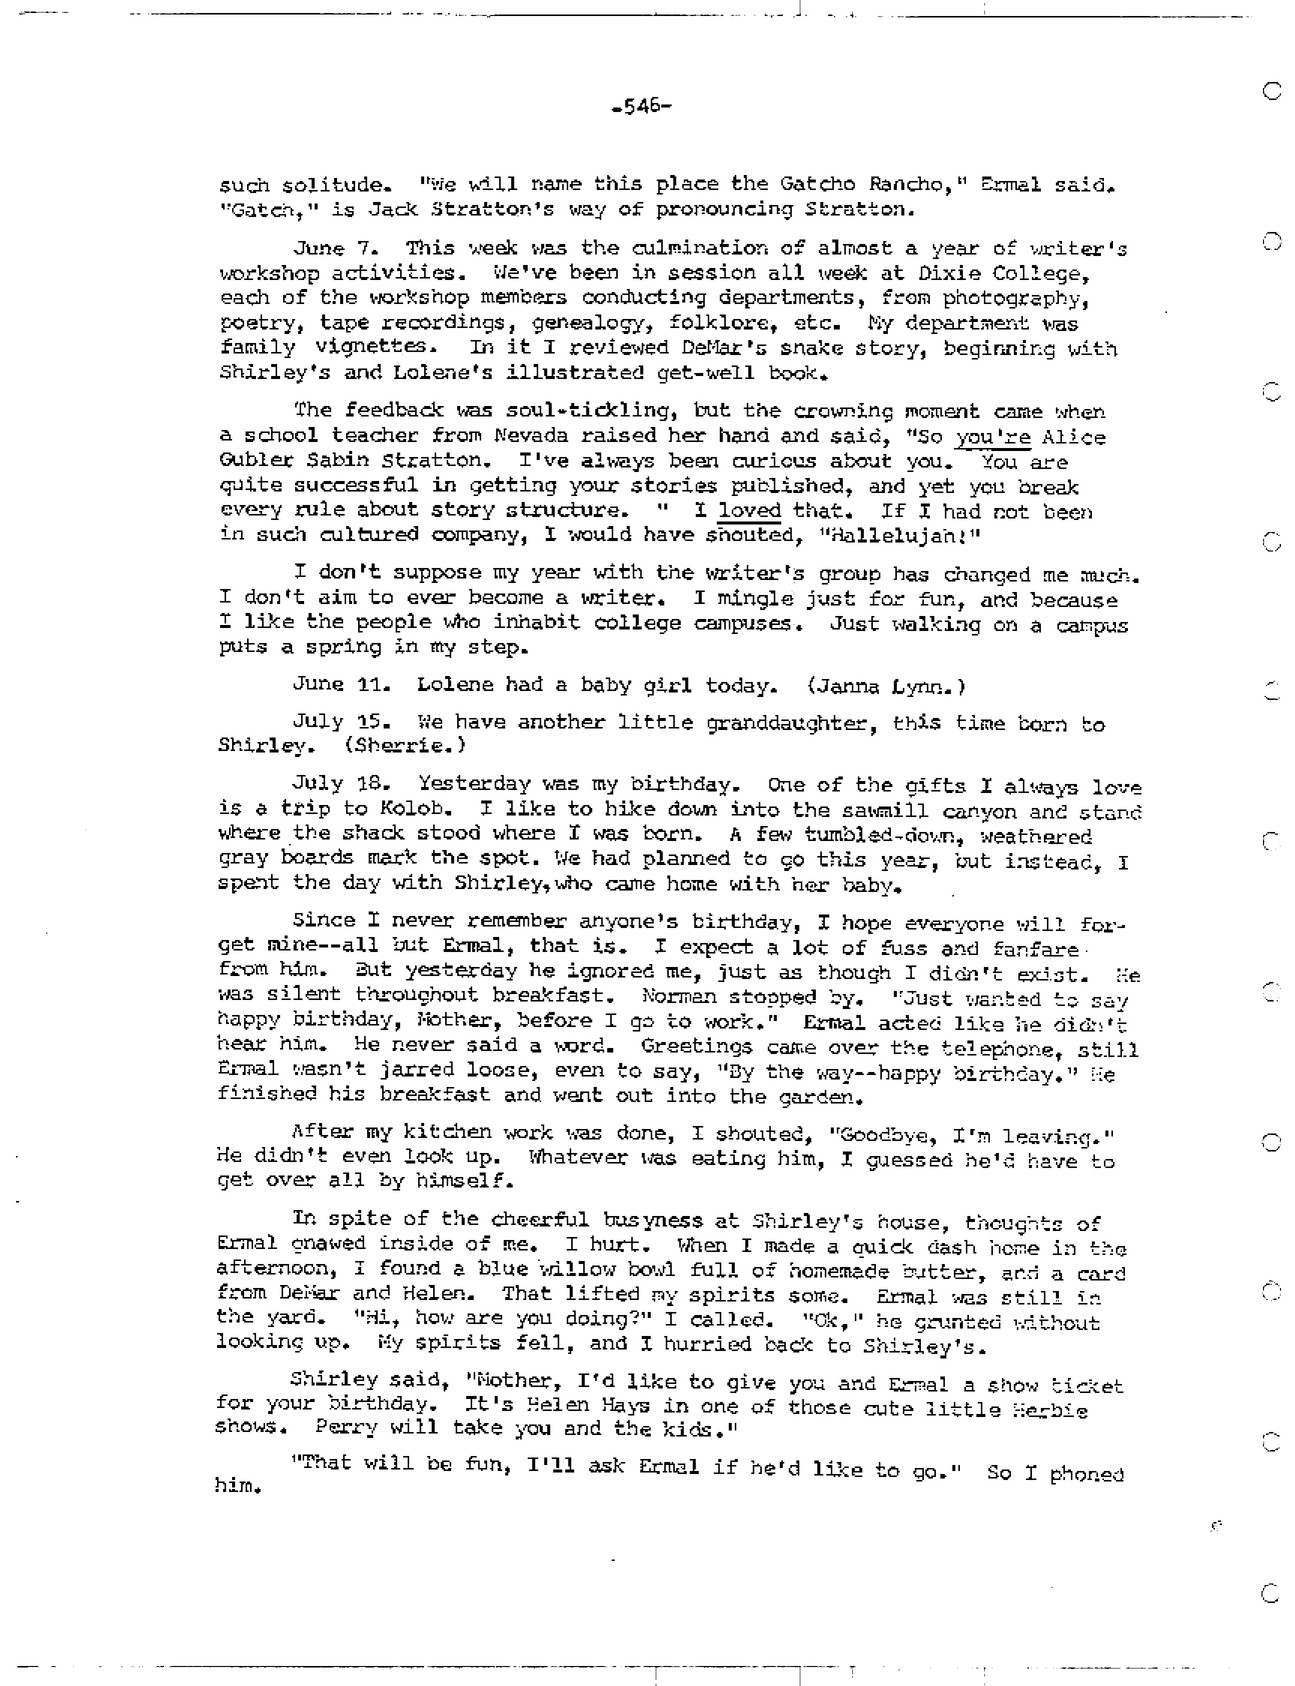 -546-
such solitude. "We will name this place the Gatcho Rancho," Ermal said.
"Gatch," is Jack Stratton's way of pronouncing Stratton.
June 7. This week was the culmination of almost a year of writer's
workshop activities. We've been in session all week at Dixie College,
each of the workshop members conducting departments, from photography,
poetry, tape recordings, genealogy, folklore, etc. My department was
family vignettes. In it I reviewed DeMar's snake story, beginning with
Shirley's and Lolene's illustrated get-well book.
The feedback was soul-tickling, but the crowning moment came when
a school teacher from Nevada raised her hand and said, "So you're Alice
Gubler Sabin Stratton. I've always been curious about you. You are
quite successful in getting your stories published, and yet you break
every rule about story structure. " I loved that. If I had not been
in such cultured company, I would have shouted, "Hallelujah!"
I don't suppose my year with the writer's group has changed me much.
I don't aim to ever become a writer. I mingle just for fun, and because
I like the people who inhabit college campuses. Just walking on a campus
puts a spring in my step.
June 11. Lolene had a baby girl today. (Janna Lynn.)
July 15. We have another little granddaughter, this time born to
Shirley. (Sherrie.)
July 18. Yesterday was my birthday. One of the gifts I always love
is a trip to Kolob. I like to hike down into the sawmill canyon and stand
where the shack stood where I was born. A few tumbled-down, weathered
gray boards mark the spot. We had planned to go this year, but instead, I
spent the day with Shirley,who came home with her baby.
Since I never remember anyone's birthday, I hope everyone will for-
get mine--all but Ermal, that is. I expect a lot of fuss and fanfare
from him. But yesterday he ignored me, just as though I didn't exist. He
was silent throughout breakfast. Norman stopped by. "Just wanted to say
happy birthday, Mother, before I go to work." Ermal acted like he didn't
hear him. He never said a word. Greetings came over the telephone, still
Ermal wasn't jarred loose, even to say, "By the way--happy birthday." He
finished his breakfast and went out into the garden.
After my kitchen work was done, I shouted, "Goodbye, I'm leaving."
He didn't even look up. Whatever was eating him, I guessed he'd have to
get over all by himself.
In spite of the cheerful busyness at Shirley's house, thoughts of
Ermal gnawed inside of me. I hurt. When I made a quick dash home in the
afternoon, I found a blue willow bowl full of homemade butter, and a card
from DeMar and Helen. That lifted my spirits some. Ermal was still in
the yard. "Hi, how are you doing?" I called. "Ok," he grunted without
looking up. My spirits fell, and I hurried back to Shirley's.
Shirley said, "Mother, I'd like to give you and Ermal a show ticket
for your birthday. It's Helen Hays in one of those cute little Herbie
shows. Perry will take you and the kids."
"That will be fun, I'll ask Ermal if he'd like to go." So I phoned
him.